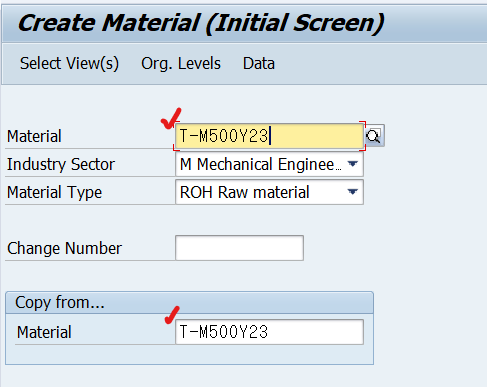 Create Material (Initial Screen)
Select View(s) Org. Levels Data
Material T-M500Y23
Industry Sector M Mechanical Enginee...
Material Type ROH Raw material
Change Number
Copy from...
Material T-M500Y23